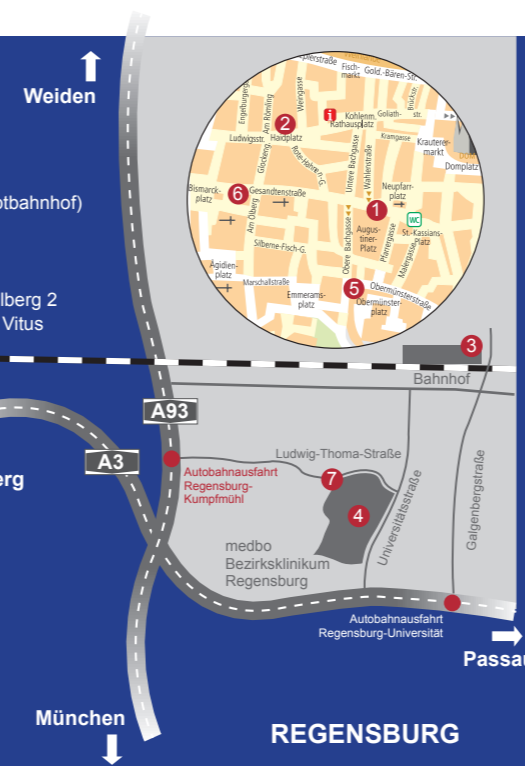 Weiden
otbahnhof)
lberg 2
Vitus
Fisch-
markt
Gold.-Bären-Str.
Engelburgerg.
Am Römling
Weingasse
Brückstr.
2
Haidplatz
i
Kohlenm.
Rathausplatz
Goliath-
str.
Ludwigsstr.
Glockeng.
Rote-Hahnen-G.
Untere Bachgasse
Wahlenstraße
Kramgasse
Krauterer-
markt
Domplatz
Bismarck-
platz
6
Gesandtenstraße
Neupfarr-
platz
1
Augus-
tiner-
Platz
WC
St.-Kassians-
platz
Am Ölberg
Silberne-Fisch-G.
Obere Bachgasse
Pfarrergasse
Malergasse
Ägidien-
platz
Marschallstraße
Emmerams-
platz
5
Obermünsterstraße
Obermünster-
platz
3
Bahnhof
A93
A3
Autobahnausfahrt
Regensburg-
Kumpfmühl
Ludwig-Thoma-Straße
7
4
Universitätsstraße
Galgenbergstraße
erg
medbo
Bezirksklinikum
Regensburg
Autobahnausfahrt
Regensburg-Universität
Passau
München
REGENSBURG